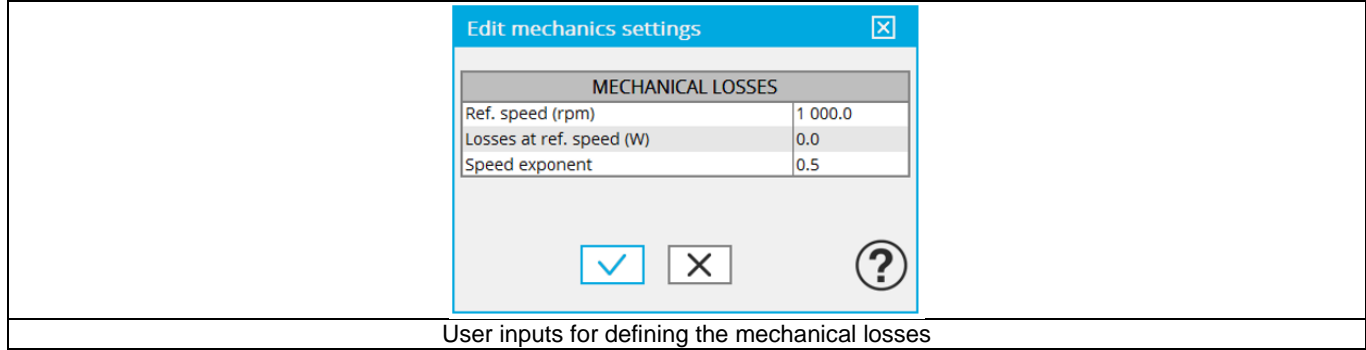 Edit mechanics settings
MECHANICAL LOSSES
Ref. speed (rpm) 1 000.0
Losses at ref. speed (W) 0.0
Speed exponent 0.5
?
User inputs for defining the mechanical losses